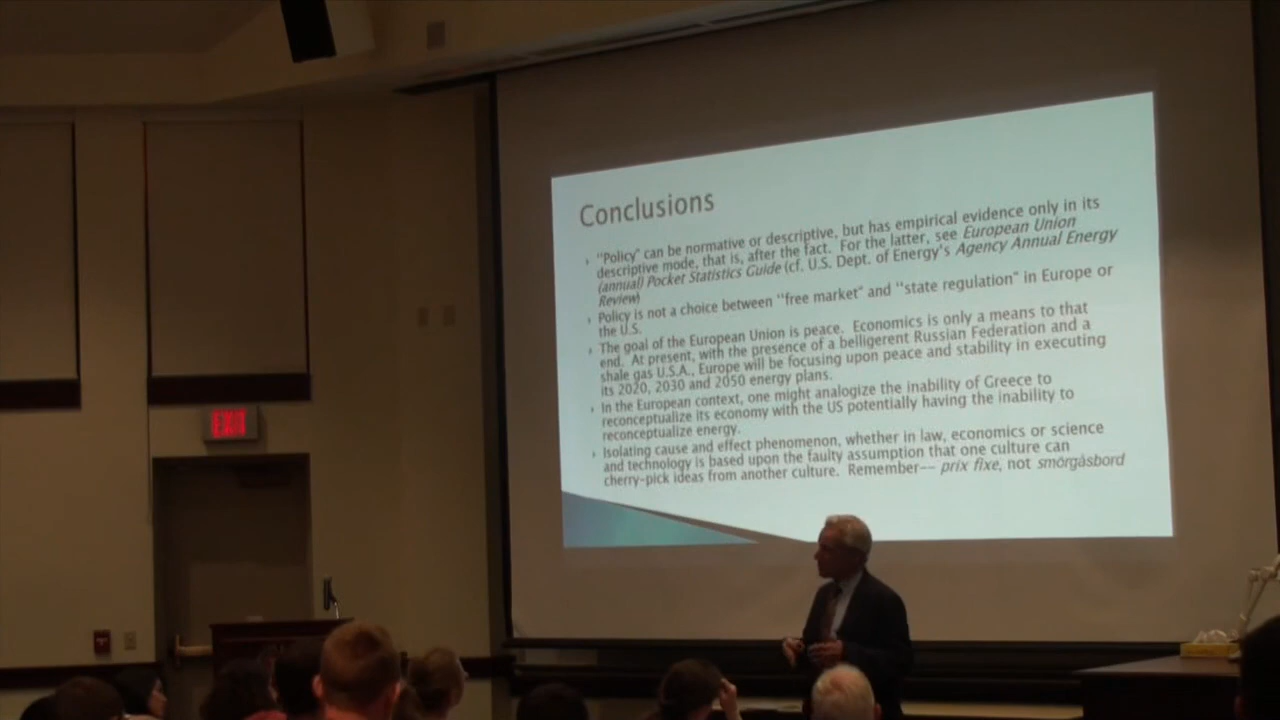 Conclusions
"Policy" can be normative or descriptive, but has empirical evidence only in its
descriptive mode, that is, after the fact. For the latter, see European Union
(annual) Pocket Statistics Guide (cf. U.S. Dept. of Energy's Agency Annual Energy
Review)
Policy is not a choice between "free market" and "state regulation" in Europe or
the U.S.
The goal of the European Union is peace. Economics is only a means to that
end. At present, with the presence of a belligerent Russian Federation and a
shale gas U.S.A., Europe will be focusing upon peace and stability in executing
its 2020, 2030 and 2050 energy plans.
In the European context, one might analogize the inability of Greece to
reconceptualize its economy with the US potentially having the inability to
reconceptualize energy.
Isolating cause and effect phenomenon, whether in law, economics or science
and technology is based upon the faulty assumption that one culture can
cherry-pick ideas from another culture. Remember-- prix fixe, not smörgåsbord
EXIT